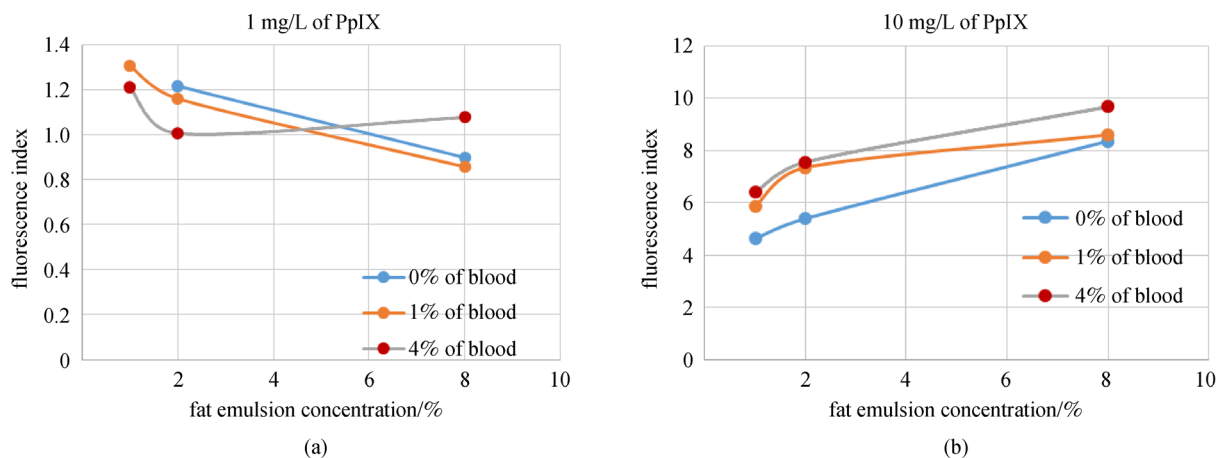 1 mg/L of PpIX
1.4
1.2
1.0
0.8
0.6
0.4
0.2
0
2
4
6
8
10
fluorescence index
fat emulsion concentration/%
0% of blood
1% of blood
4% of blood
(a)
10 mg/L of PpIX
12
10
8
6
4
2
0
2
4
6
8
10
fluorescence index
fat emulsion concentration/%
0% of blood
1% of blood
4% of blood
(b)